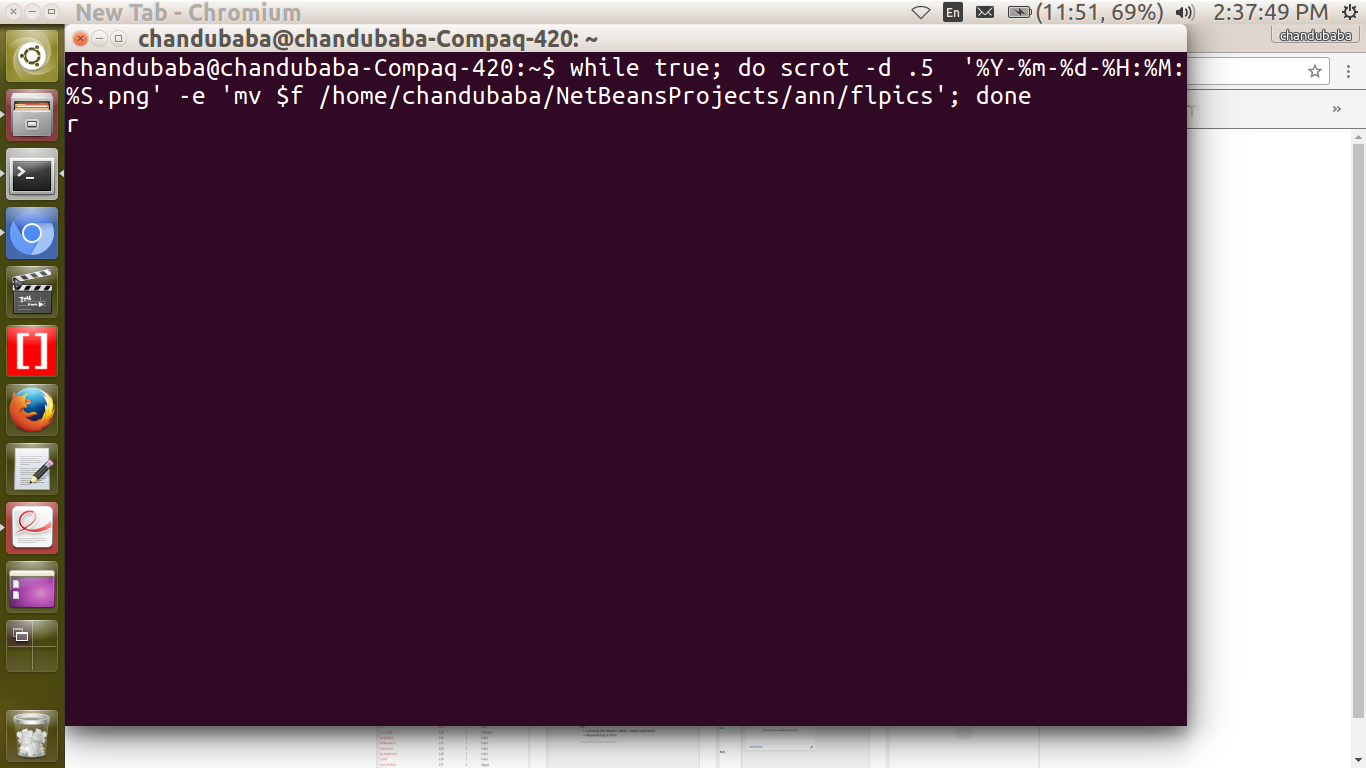 New Tab - Chromium
En
(11:51, 69%)
2:37:49 PM
chandubaba@chandubaba-Compaq-420: ~
chandubaba
chandubaba@chandubaba-Compaq-420:~$ while true; do scrot -d .5  '%Y-%m-%d-%H:%M:
%S.png' -e 'mv $f /home/chandubaba/NetBeansProjects/ann/flpics'; done
r